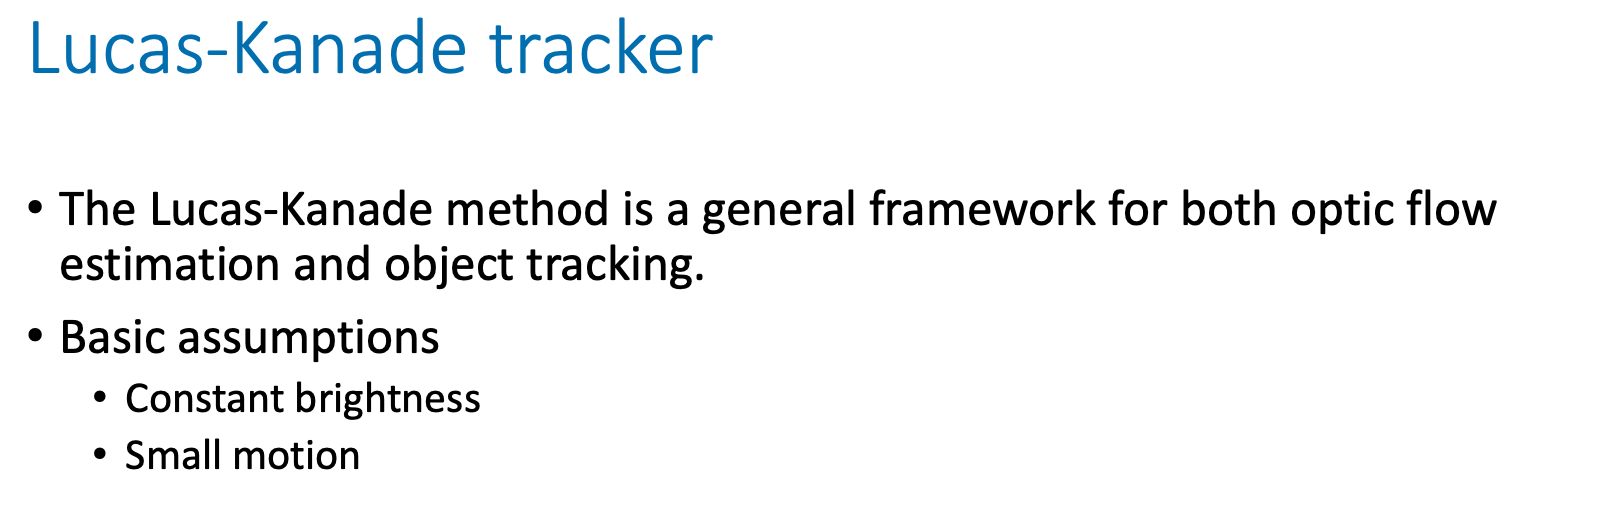 Lucas-Kanade tracker
• The Lucas-Kanade method is a general framework for both optic flow
estimation and object tracking.
• Basic assumptions
• Constant brightness
• Small motion